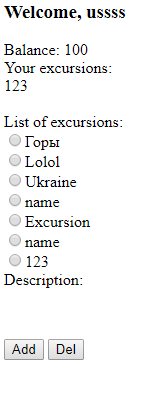 Welcome, ussss
Balance: 100
Your excursions:
123
List of excursions:
Горы
Lolol
Ukraine
name
Excursion
name
123
Description:
Add Del